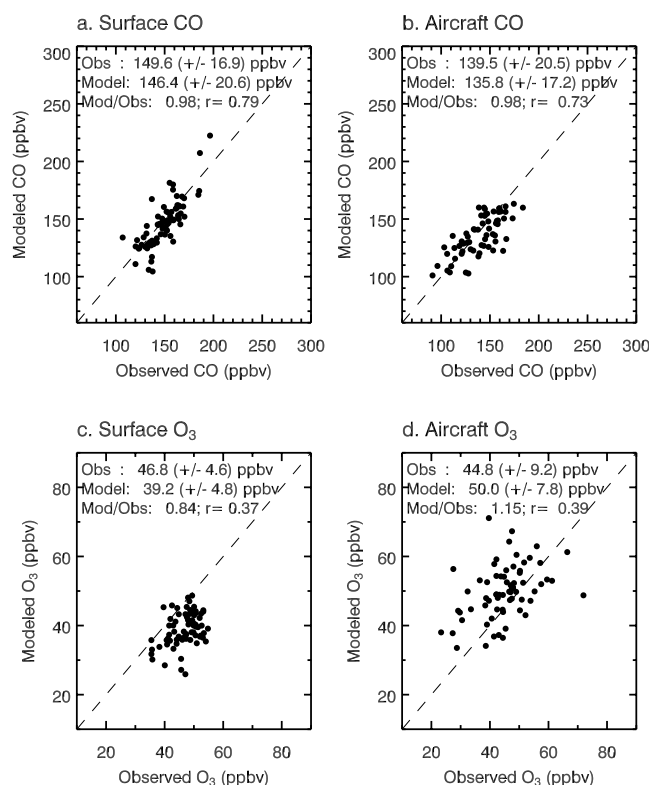 a. Surface CO
Obs : 149.6 (+/- 16.9) ppbv
Model: 146.4 (+/- 20.6) ppbv
Mod/Obs: 0.98; r= 0.79
300
250
200
150
100
Modeled CO (ppbv)
100 150 200 250 300
Observed CO (ppbv)
b. Aircraft CO
Obs : 139.5 (+/- 20.5) ppbv
Model: 135.8 (+/- 17.2) ppbv
Mod/Obs: 0.98; r= 0.73
300
250
200
150
100
Modeled CO (ppbv)
100 150 200 250 300
Observed CO (ppbv)
c. Surface O₃
Obs : 46.8 (+/- 4.6) ppbv
Model: 39.2 (+/- 4.8) ppbv
Mod/Obs: 0.84; r= 0.37
80
60
40
20
Modeled O₃ (ppbv)
20 40 60 80
Observed O₃ (ppbv)
d. Aircraft O₃
Obs : 44.8 (+/- 9.2) ppbv
Model: 50.0 (+/- 7.8) ppbv
Mod/Obs: 1.15; r= 0.39
80
60
40
20
Modeled O₃ (ppbv)
20 40 60 80
Observed O₃ (ppbv)